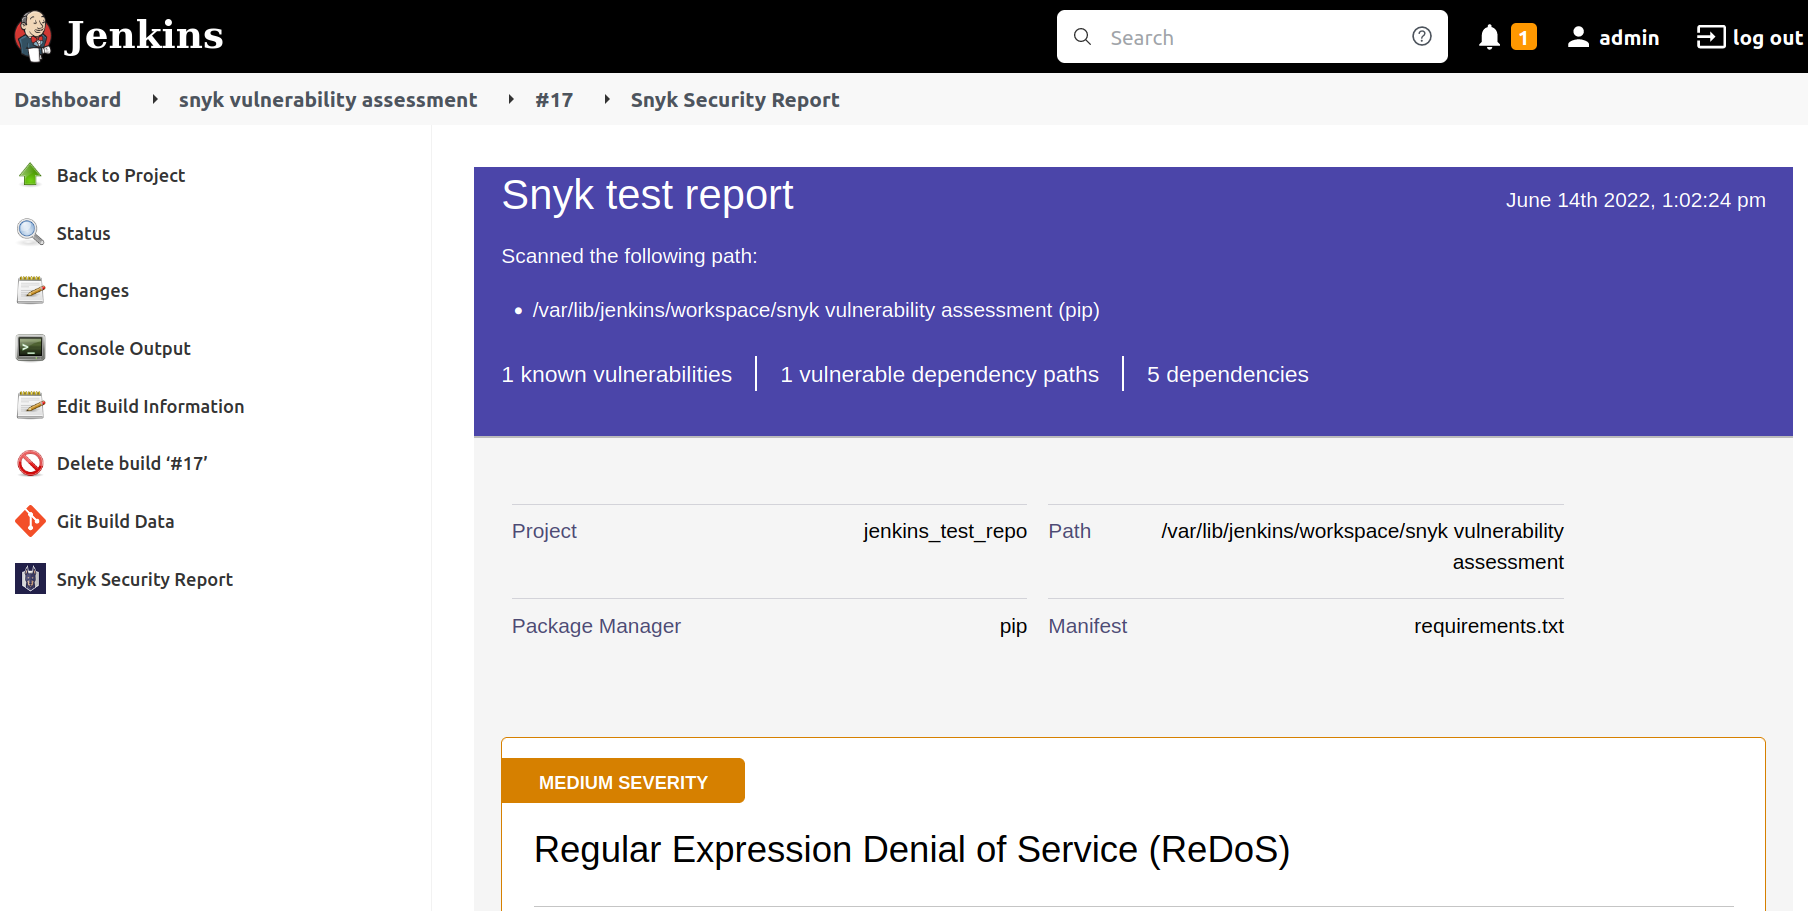 Jenkins
Search
1
admin
log out
Dashboard
snyk vulnerability assessment
#17
Snyk Security Report
Back to Project
Status
Changes
Console Output
Edit Build Information
Delete build ‘#17’
Git Build Data
Snyk Security Report
Snyk test report
June 14th 2022, 1:02:24 pm
Scanned the following path:
• /var/lib/jenkins/workspace/snyk vulnerability assessment (pip)
1 known vulnerabilities
1 vulnerable dependency paths
5 dependencies
Project
jenkins_test_repo
Path
/var/lib/jenkins/workspace/snyk vulnerability
assessment
Package Manager
pip
Manifest
requirements.txt
MEDIUM SEVERITY
Regular Expression Denial of Service (ReDoS)